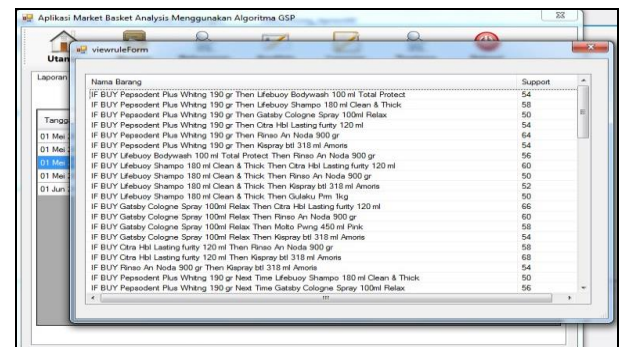 Aplikasi Market Basket Analysis Menggunakan Algoritma GSP
viewruleForm
Laporan
Nama Barang Support
IF BUY Pepsodent Plus Whitng 190 gr Then Lifebuoy Bodywash 100 ml Total Protect 54
IF BUY Pepsodent Plus Whitng 190 gr Then Lifebuoy Shampo 180 ml Clean & Thick 58
IF BUY Pepsodent Plus Whitng 190 gr Then Gatsby Cologne Spray 100ml Relax 50
IF BUY Pepsodent Plus Whitng 190 gr Then Citra Hbl Lasting furity 120 ml 54
IF BUY Pepsodent Plus Whitng 190 gr Then Rinso An Noda 900 gr 64
IF BUY Pepsodent Plus Whitng 190 gr Then Kispray btl 318 ml Amoris 54
IF BUY Lifebuoy Bodywash 100 ml Total Protect Then Rinso An Noda 900 gr 56
IF BUY Lifebuoy Shampo 180 ml Clean & Thick Then Citra Hbl Lasting furity 120 ml 60
IF BUY Lifebuoy Shampo 180 ml Clean & Thick Then Rinso An Noda 900 gr 50
IF BUY Lifebuoy Shampo 180 ml Clean & Thick Then Kispray btl 318 ml Amoris 52
IF BUY Lifebuoy Shampo 180 ml Clean & Thick Then Gulaku Prm 1kg 50
IF BUY Gatsby Cologne Spray 100ml Relax Then Citra Hbl Lasting furity 120 ml 66
IF BUY Gatsby Cologne Spray 100ml Relax Then Rinso An Noda 900 gr 60
IF BUY Gatsby Cologne Spray 100ml Relax Then Molto Pwng 450 ml Pink 58
IF BUY Gatsby Cologne Spray 100ml Relax Then Kispray btl 318 ml Amoris 54
IF BUY Citra Hbl Lasting furity 120 ml Then Rinso An Noda 900 gr 58
IF BUY Citra Hbl Lasting furity 120 ml Then Kispray btl 318 ml Amoris 68
IF BUY Rinso An Noda 900 gr Then Kispray btl 318 ml Amoris 54
IF BUY Pepsodent Plus Whitng 190 gr Next Time Lifebuoy Shampo 180 ml Clean & Thick 50
IF BUY Pepsodent Plus Whitng 190 gr Next Time Gatsby Cologne Spray 100ml Relax 56
01 Mei
01 Mei
01 Mei
01 Mei
01 Jun